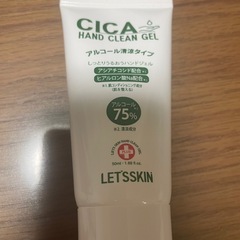 CICA
HAND CLEAN GEL
アルコール清涼タイプ
しっとりうるおうハンドジェル
アシアチコシド配合
ヒアルロン酸Na配合
アルコール
75%
LET'SSKIN